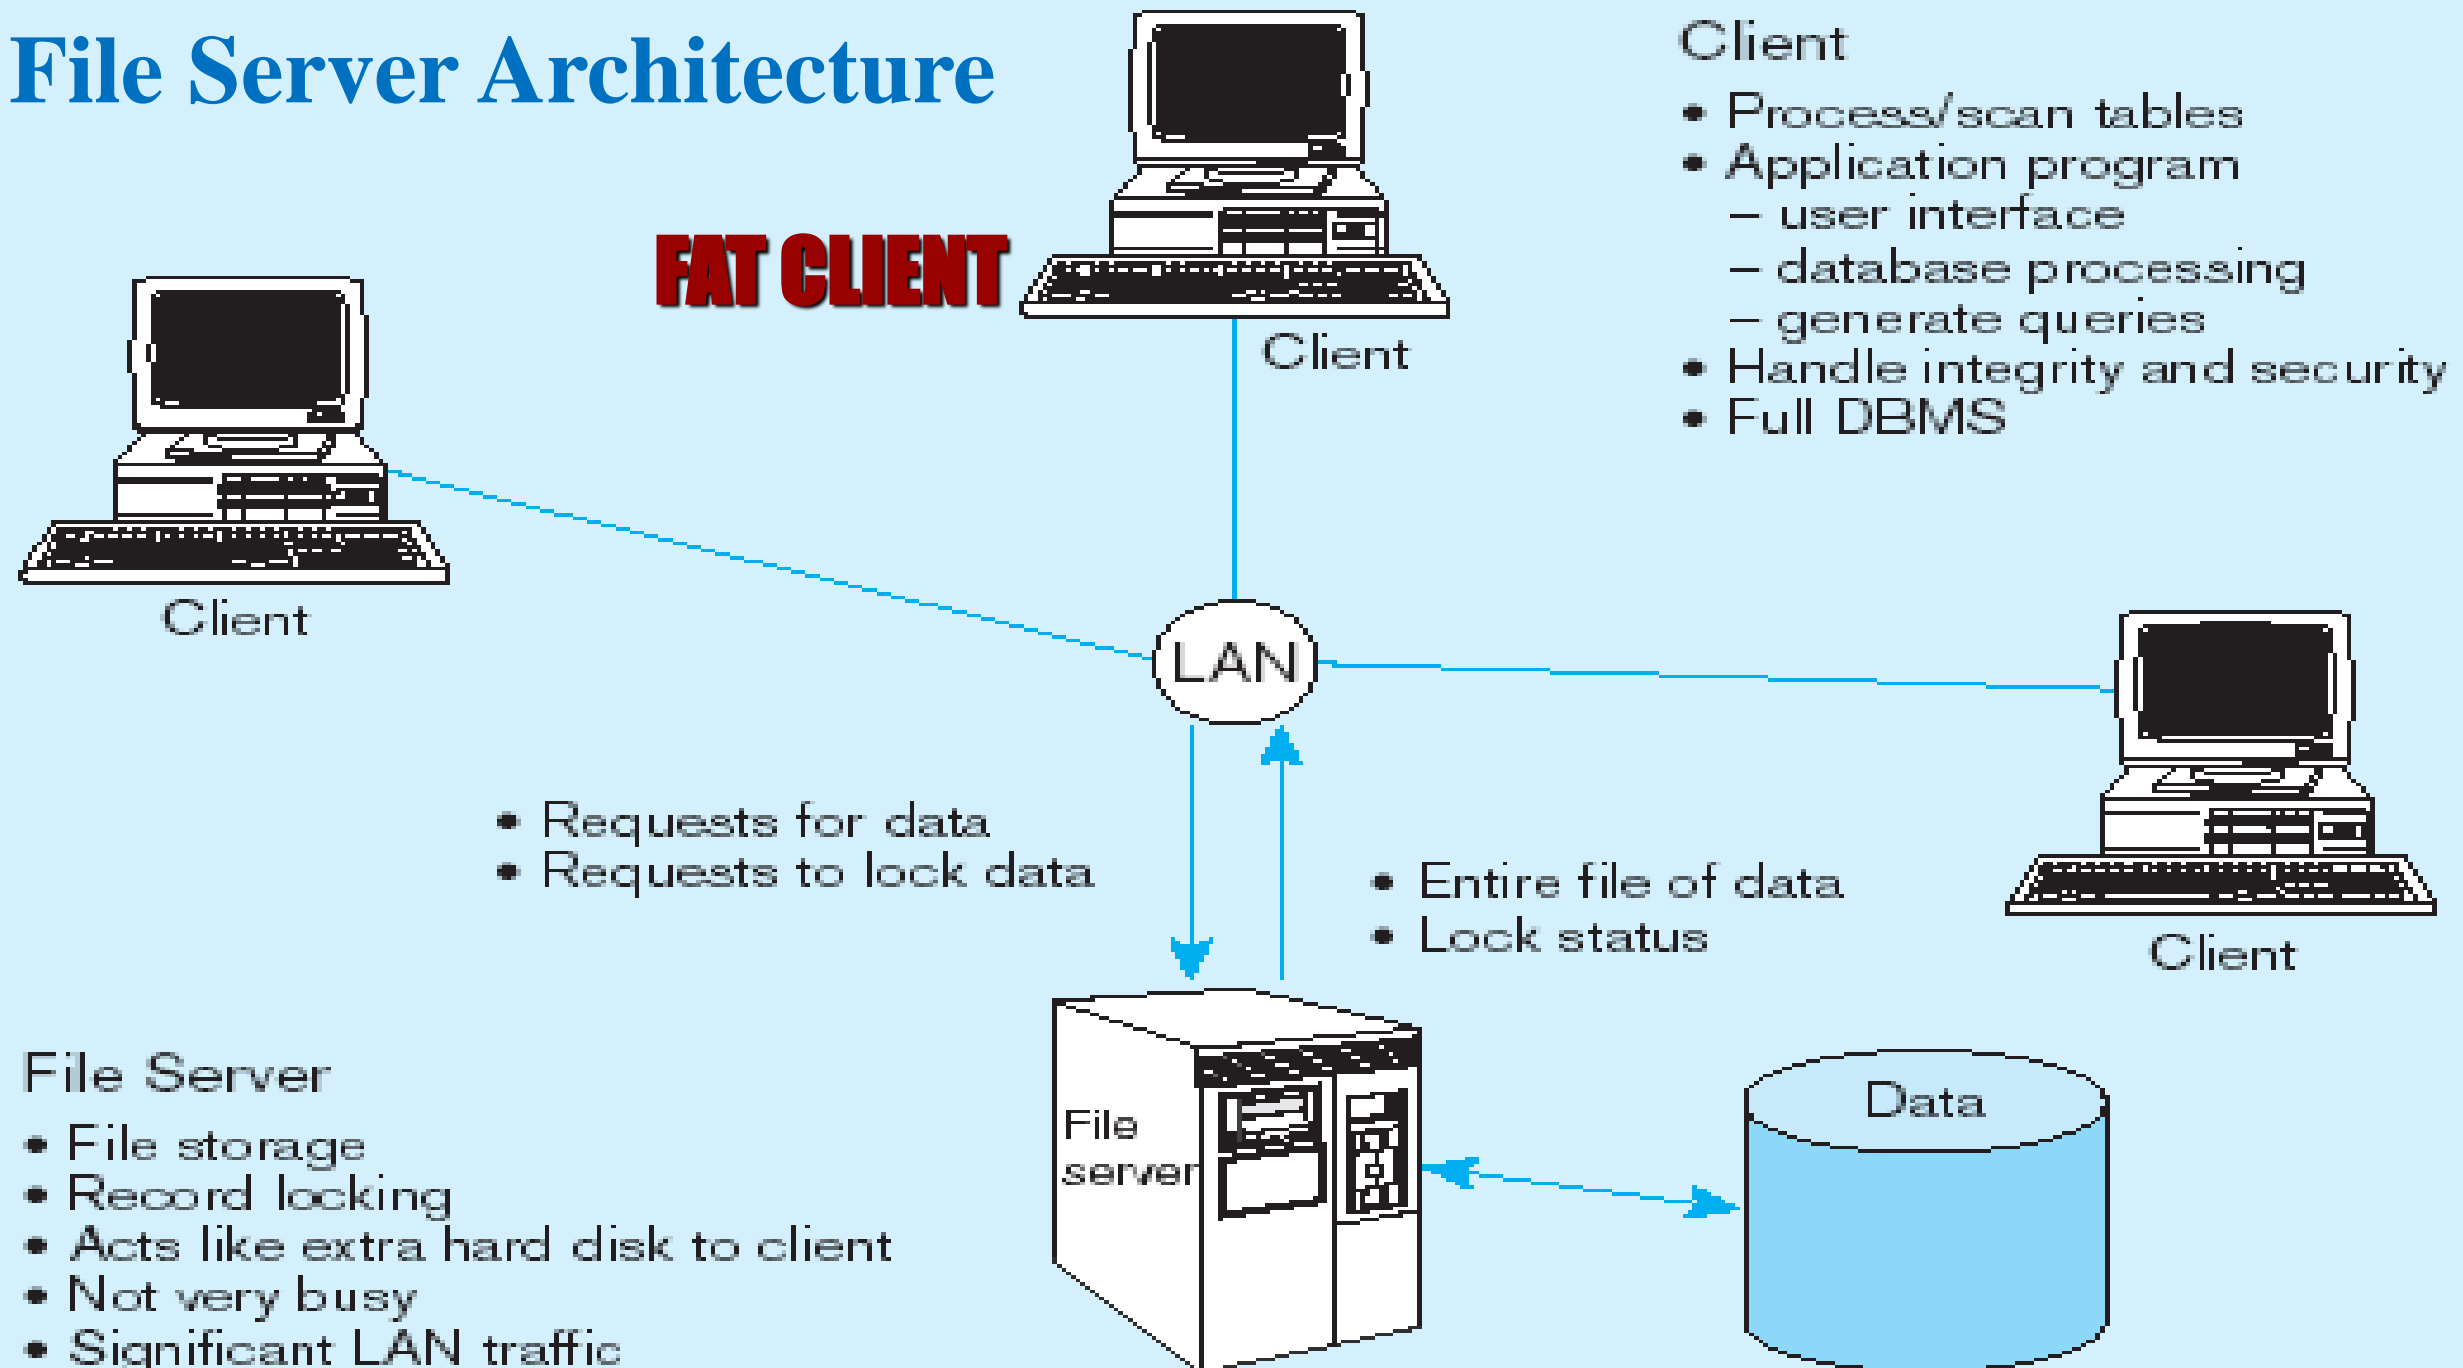 File Server Architecture
FAT CLIENT
Client
Client
• Process/scan tables
• Application program
– user interface
– database processing
– generate queries
• Handle integrity and security
• Full DBMS
Client
LAN
Client
• Requests for data
• Requests to lock data
• Entire file of data
• Lock status
File Server
• File storage
• Record locking
• Acts like extra hard disk to client
• Not very busy
• Significant LAN traffic
File
server
Data